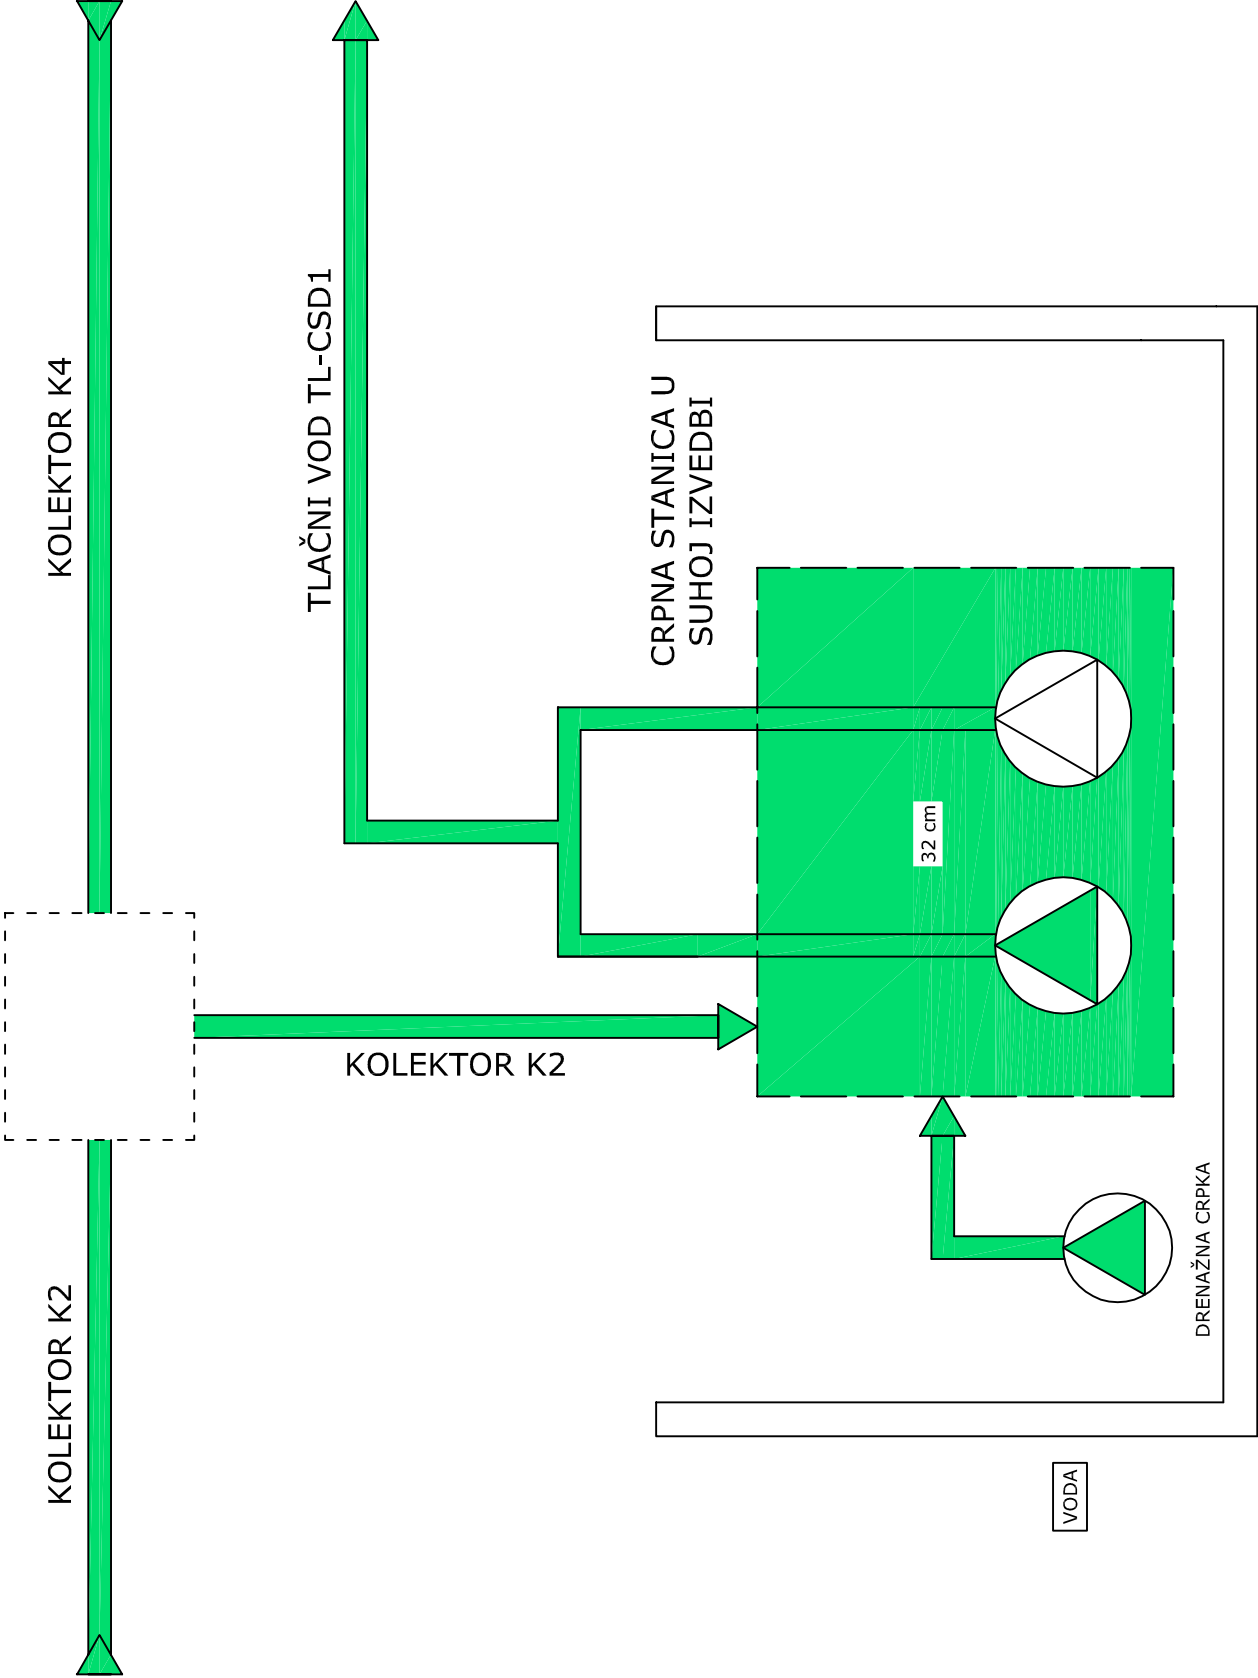 KOLEKTOR K2
KOLEKTOR K4
TLAČNI VOD TL-CSD1
KOLEKTOR K2
CRPNA STANICA U
SUHOJ IZVEDBI
32 cm
DRENAŽNA CRPKA
VODA